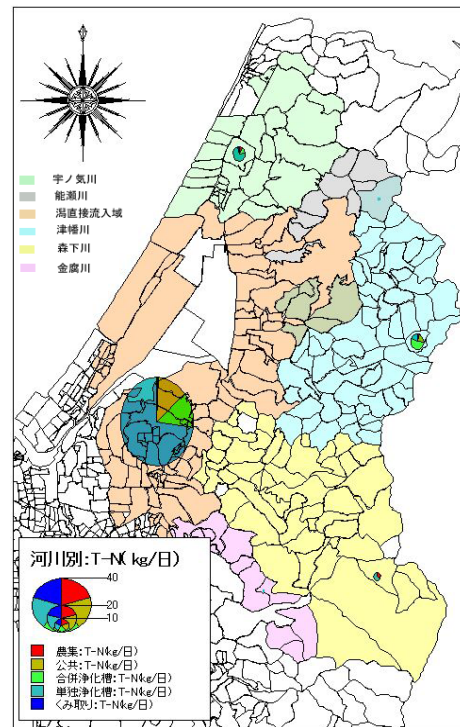 宇ノ気川
能瀬川
潟直接流入域
津幡川
森下川
金腐川
河川別:T-N( kg/日)
40
20
10
農集:T-N(kg/日)
公共:T-N(kg/日)
合併浄化槽:T-N(kg/日)
単独浄化槽:T-N(kg/日)
くみ取り:T-N(kg/日)